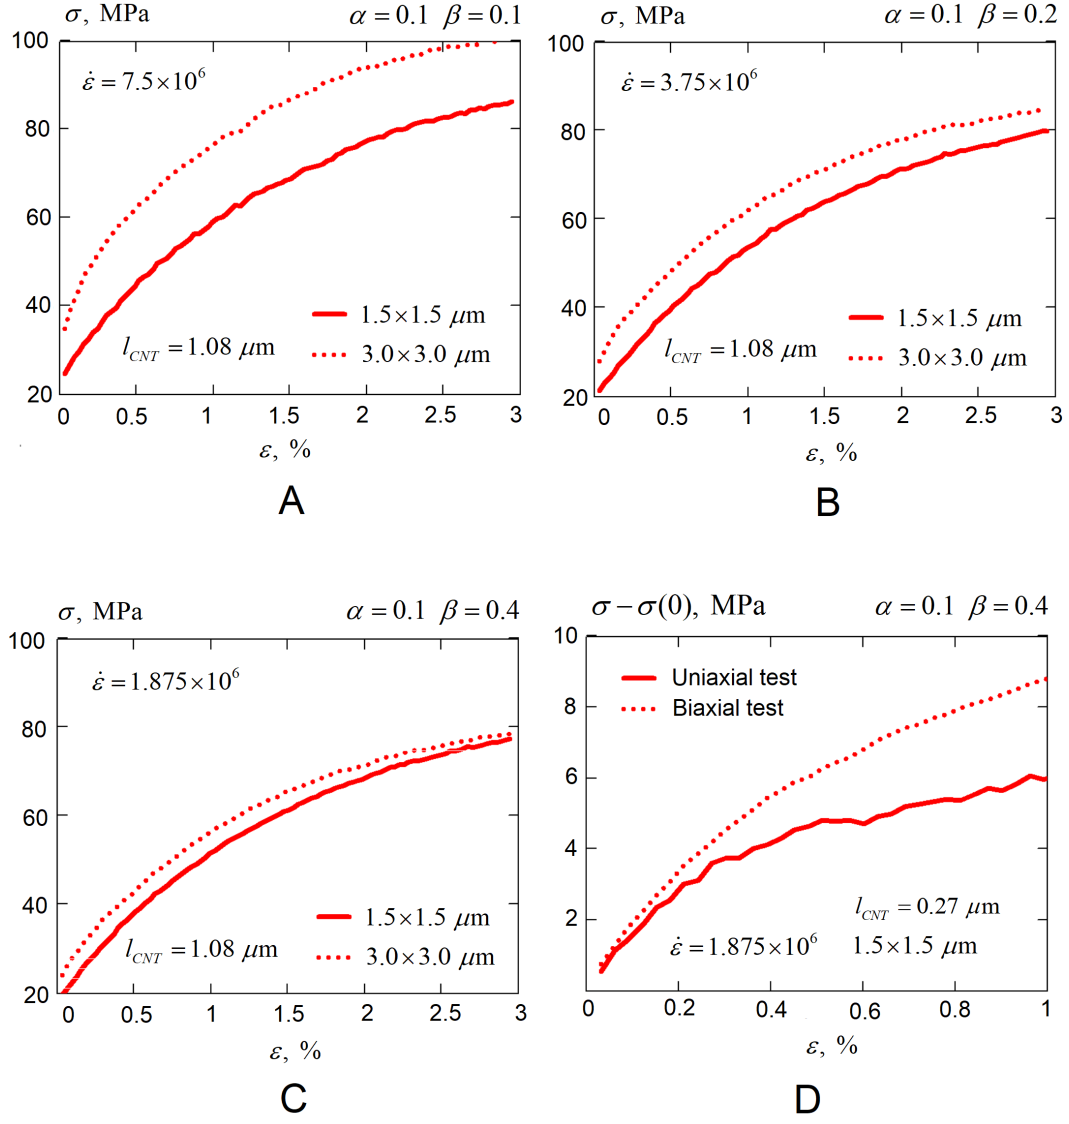 σ, MPa α = 0.1 β = 0.1
100
ε̇ = 7.5×10⁶
80
60
40
1.5×1.5 μm
l_CNT = 1.08 μm
3.0×3.0 μm
20
0 0.5 1 1.5 2 2.5 3
ε, %
A
σ, MPa α = 0.1 β = 0.2
100
ε̇ = 3.75×10⁶
80
60
40
1.5×1.5 μm
l_CNT = 1.08 μm
3.0×3.0 μm
20
0 0.5 1 1.5 2 2.5 3
ε, %
B
σ, MPa α = 0.1 β = 0.4
100
ε̇ = 1.875×10⁶
80
60
40
1.5×1.5 μm
l_CNT = 1.08 μm
3.0×3.0 μm
20
0 0.5 1 1.5 2 2.5 3
ε, %
C
σ − σ(0), MPa α = 0.1 β = 0.4
10
Uniaxial test
8
Biaxial test
6
4
l_CNT = 0.27 μm
2
ε̇ = 1.875×10⁶ 1.5×1.5 μm
0 0.2 0.4 0.6 0.8 1
ε, %
D